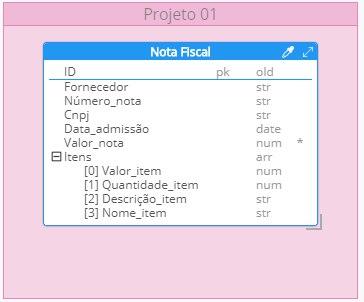 Projeto 01
Nota Fiscal
ID pk old
Fornecedor str
Número_nota str
Cnpj str
Data_admissão date
Valor_nota num *
Itens arr
[0] Valor_item num
[1] Quantidade_item num
[2] Descrição_item str
[3] Nome_item str